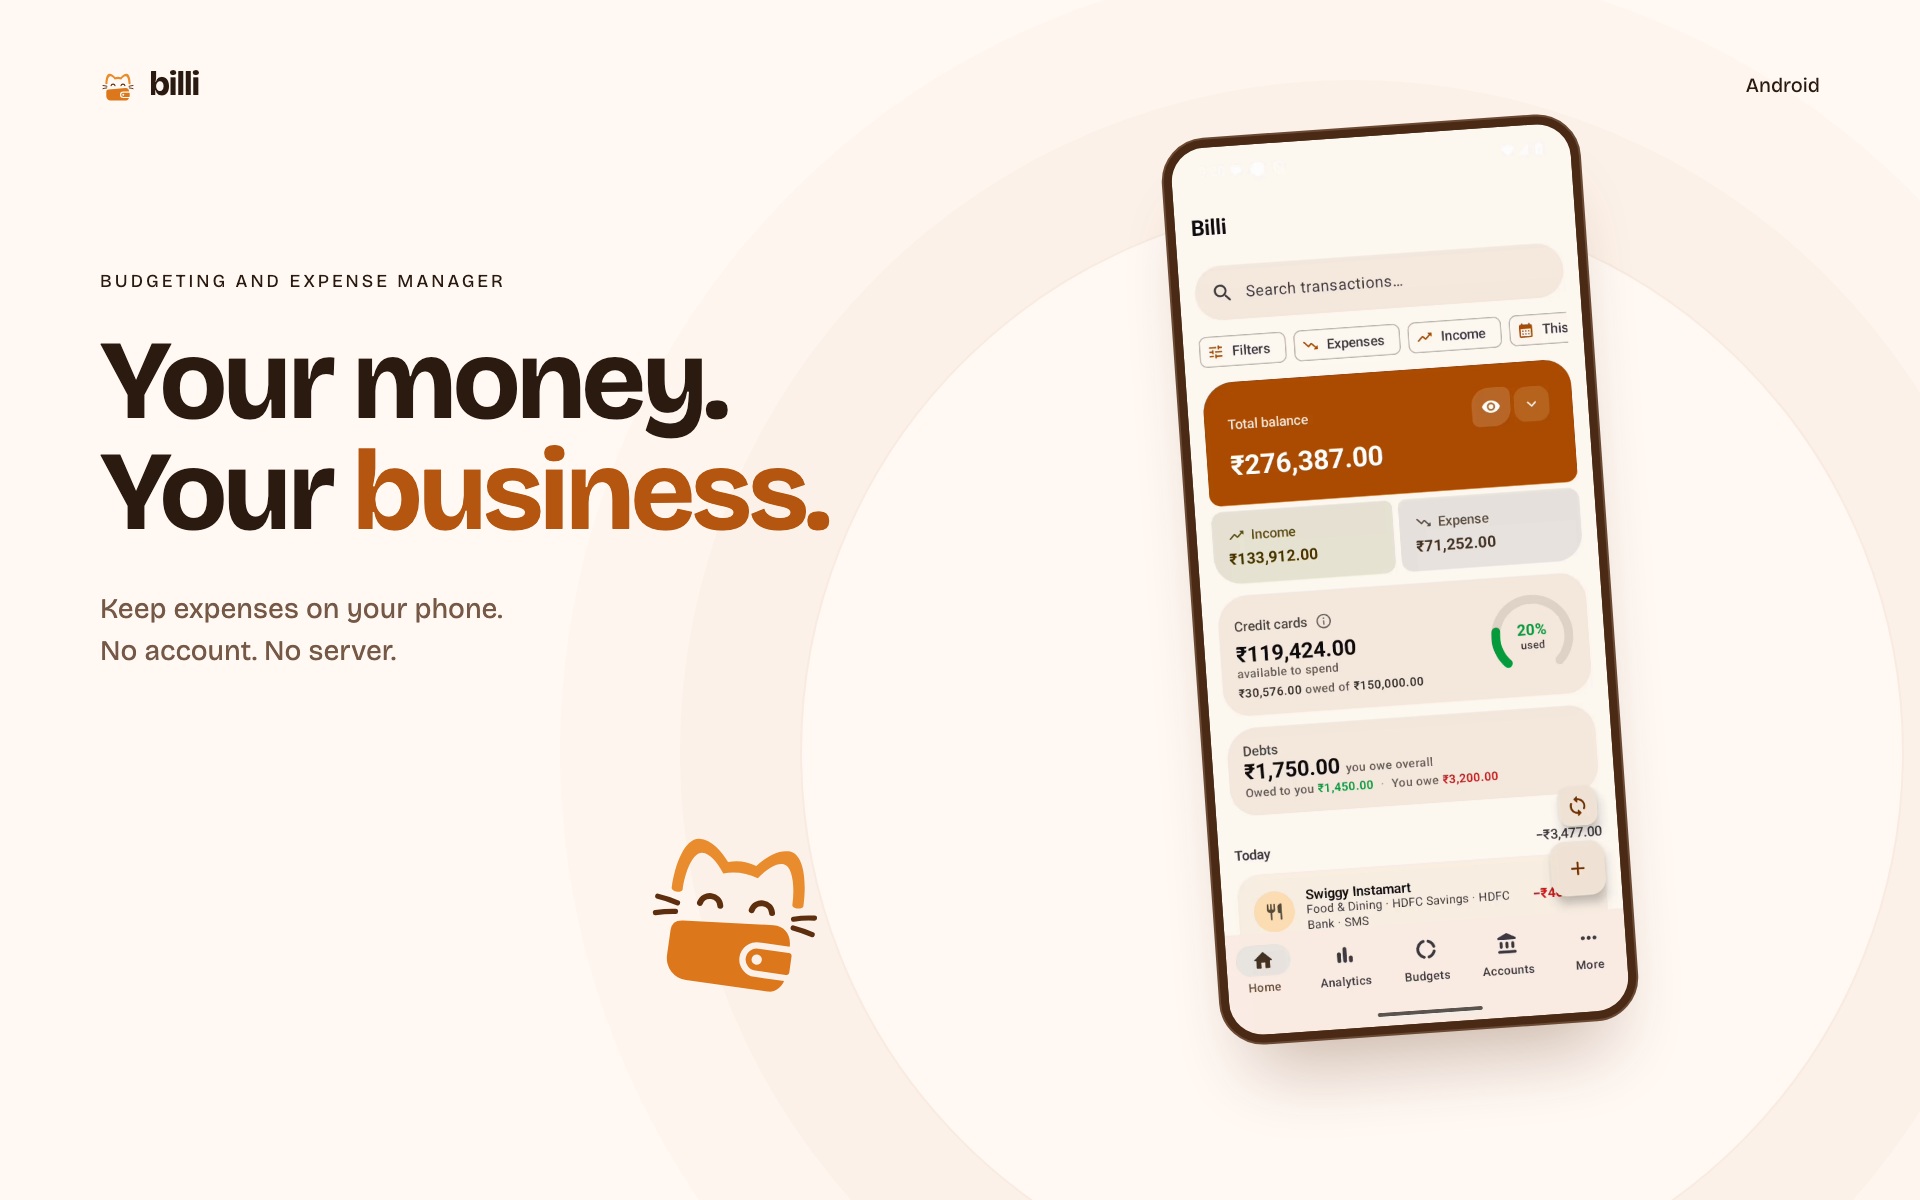 billi
Android
BUDGETING AND EXPENSE MANAGER
Your money.
Your business.
Keep expenses on your phone.
No account. No server.
Billi
Search transactions...
Filters
Expenses
Income
This
Total balance
₹276,387.00
Income
₹133,912.00
Expense
₹71,252.00
Credit cards
₹119,424.00
available to spend
₹30,576.00 owed of ₹150,000.00
20%
used
Debts
₹1,750.00 you owe overall
Owed to you ₹1,450.00 · You owe ₹3,200.00
Today
−₹3,477.00
Swiggy Instamart
Food & Dining · HDFC Savings · HDFC
Bank · SMS
Home
Analytics
Budgets
Accounts
More